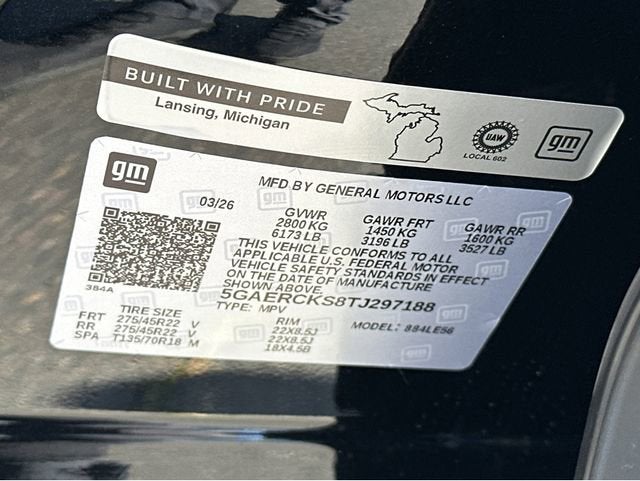 BUILT WITH PRIDE
Lansing, Michigan
UAW
LOCAL 602
gm
gm
MFD BY GENERAL MOTORS LLC
03/26
GVWR GAWR FRT GAWR RR
2800 KG 1450 KG 1600 KG
6173 LB 3196 LB 3527 LB
THIS VEHICLE CONFORMS TO ALL
APPLICABLE U.S. FEDERAL MOTOR
VEHICLE SAFETY STANDARDS IN EFFECT
ON THE DATE OF MANUFACTURE
SHOWN ABOVE.
384A
5GAERCKS8TJ297188
TYPE: MPV
TIRE SIZE RIM MODEL: 884LE56
FRT 275/45R22 V 22X8.5J
RR 275/45R22 V 22X8.5J
SPA T135/70R18 M 18X4.5B